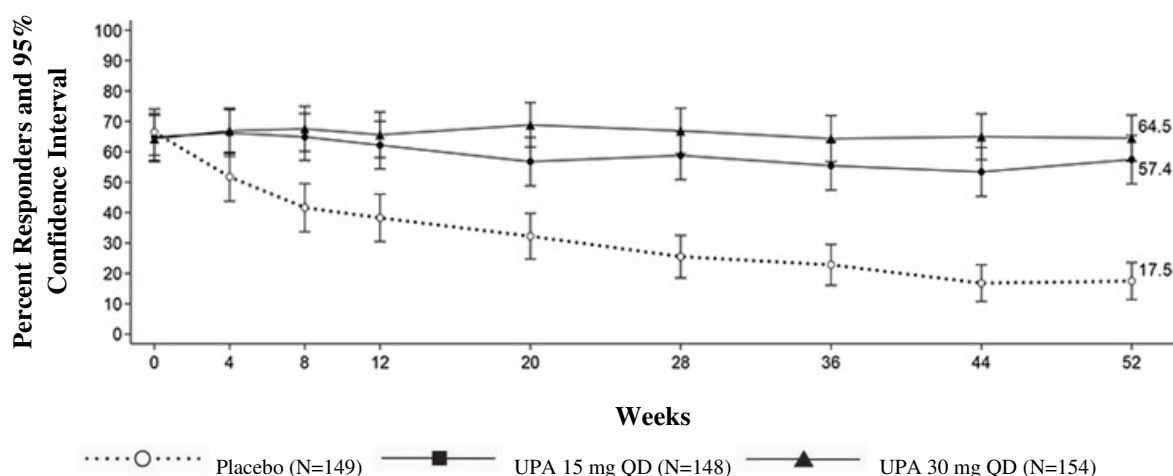 Percent Responders and 95%
Confidence Interval
100
90
80
70
60
50
40
30
20
10
0
64.5
57.4
17.5
0 4 8 12 20 28 36 44 52
Weeks
Placebo (N=149) UPA 15 mg QD (N=148) UPA 30 mg QD (N=154)